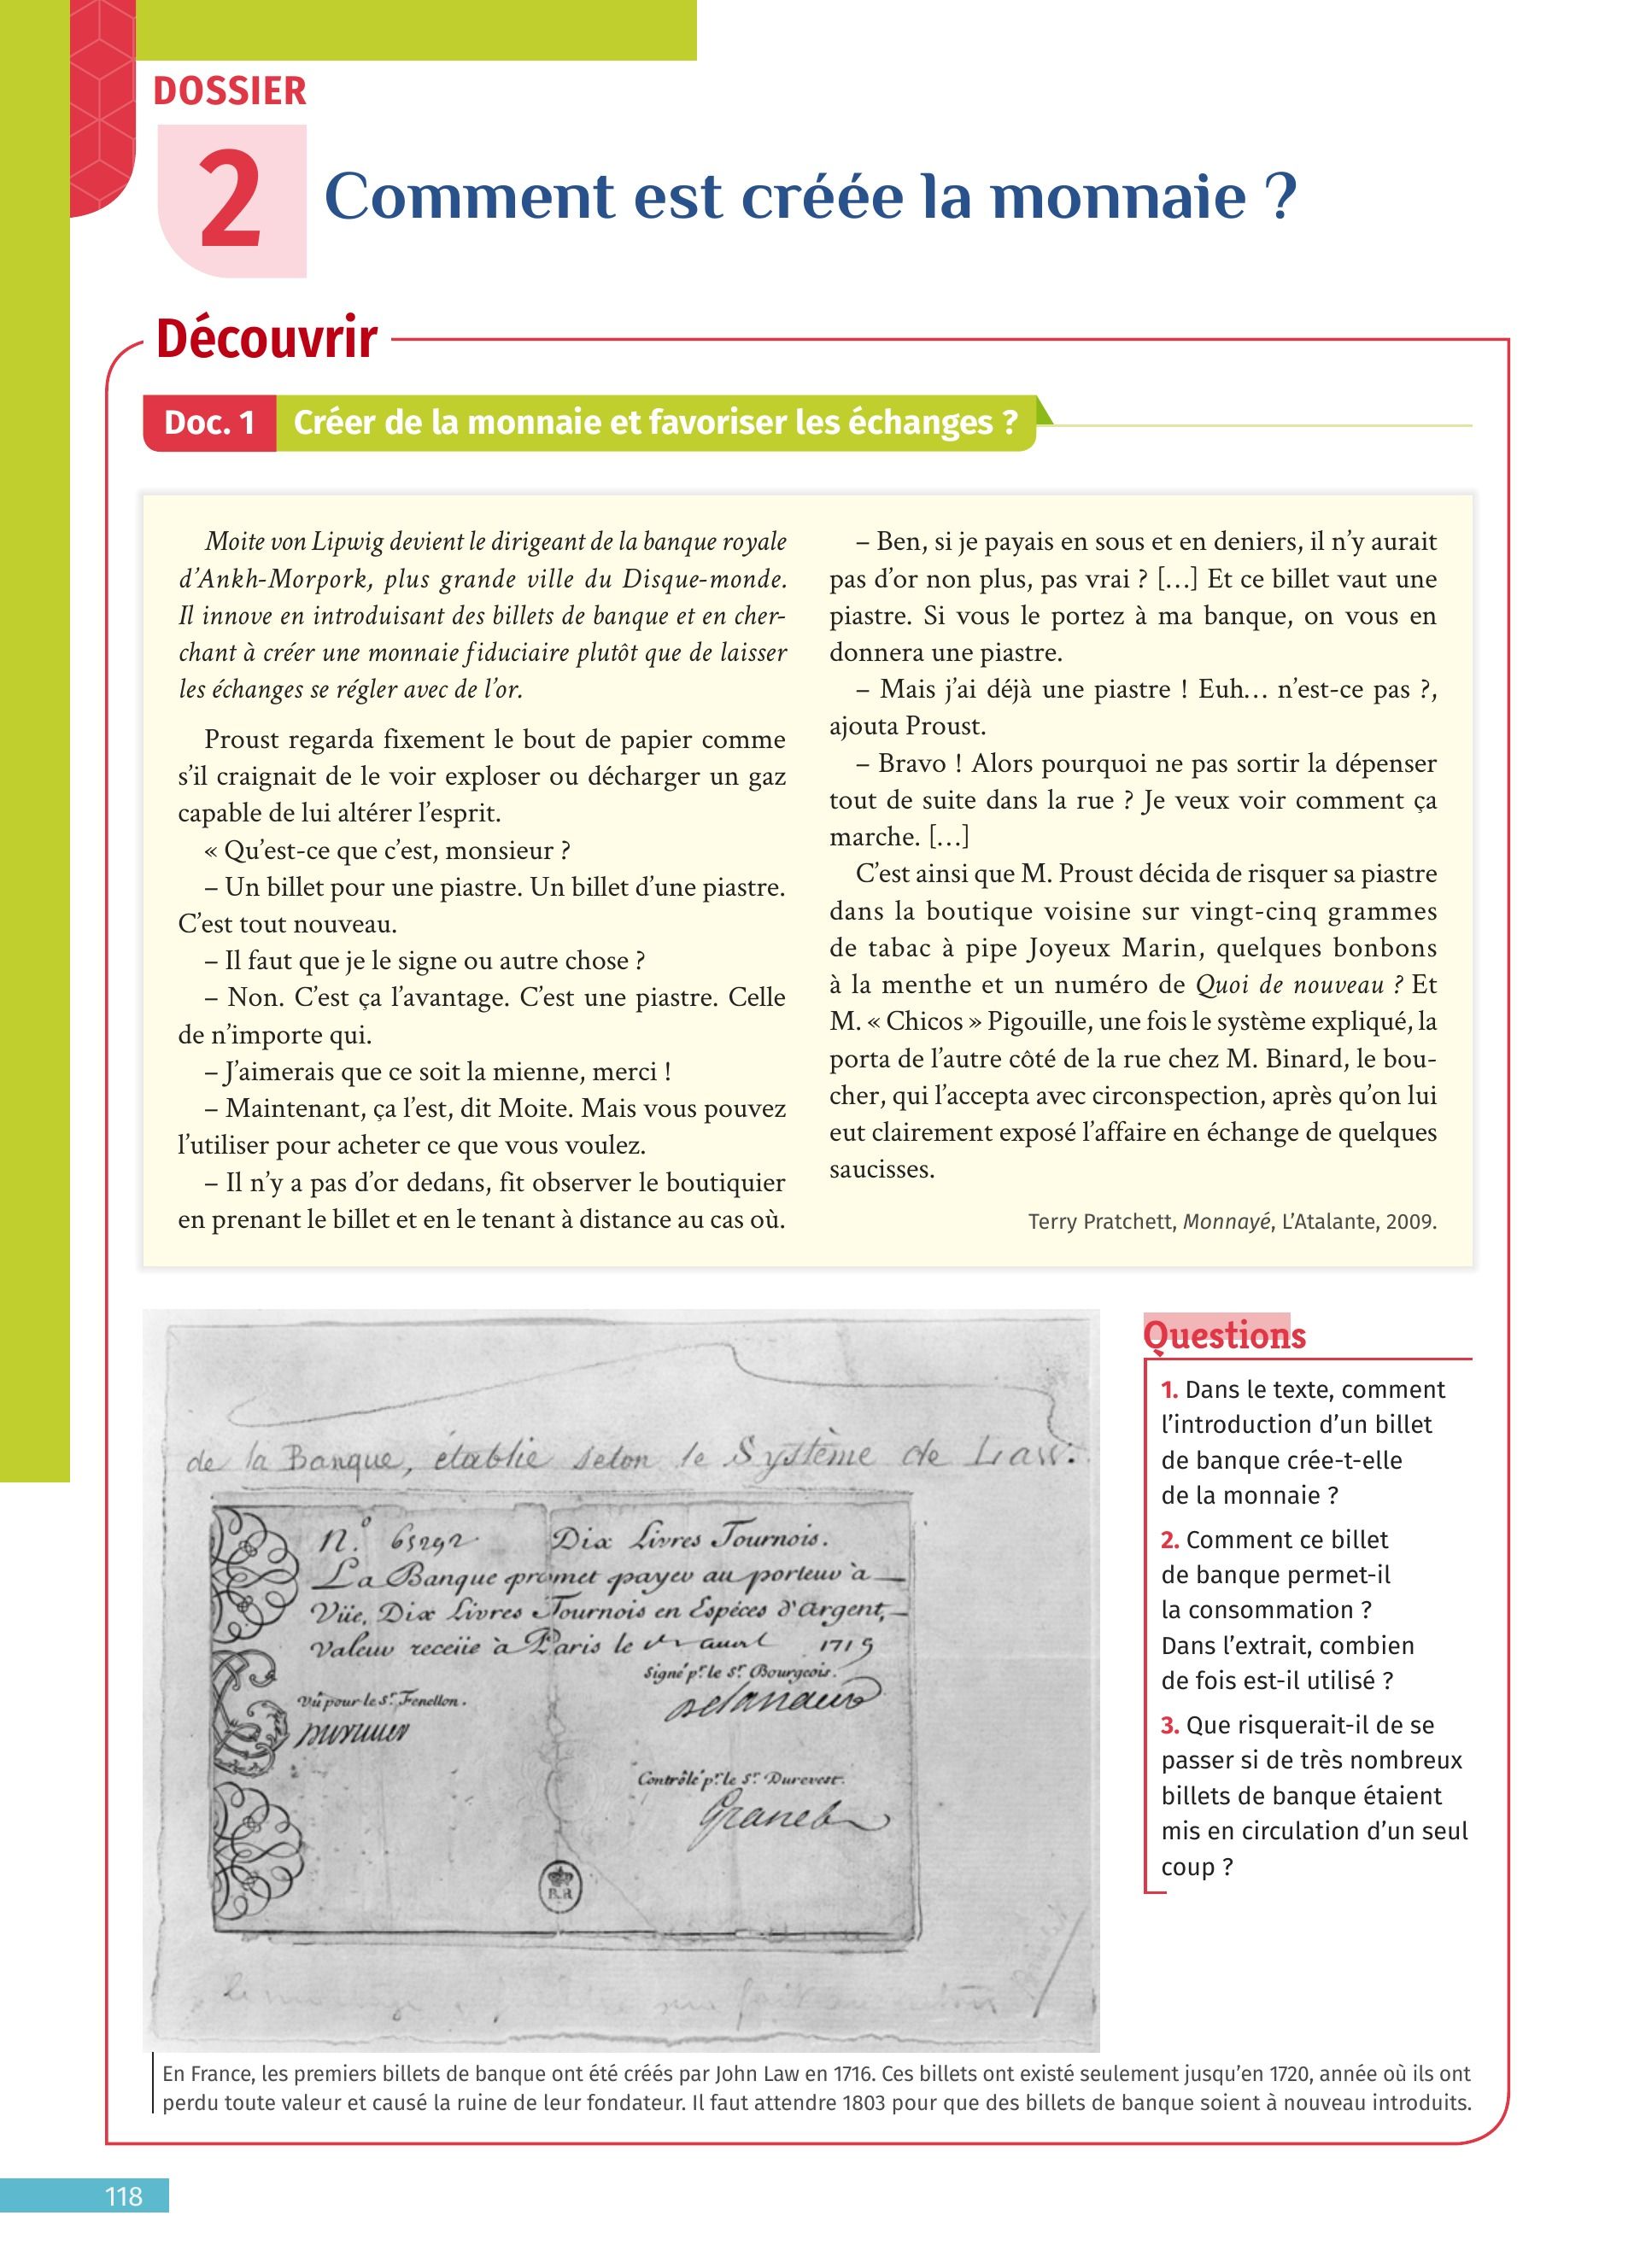 DOSSIER
2
Comment est créée la monnaie ?
Découvrir
Doc. 1
Créer de la monnaie et favoriser les échanges ?
Moite von Lipwig devient le dirigeant de la banque royale
d’Ankh-Morpork, plus grande ville du Disque-monde.
Il innove en introduisant des billets de banque et en cher-
chant à créer une monnaie fiduciaire plutôt que de laisser
les échanges se régler avec de l’or.
Proust regarda fixement le bout de papier comme
s’il craignait de le voir exploser ou décharger un gaz
capable de lui altérer l’esprit.
« Qu’est-ce que c’est, monsieur ?
– Un billet pour une piastre. Un billet d’une piastre.
C’est tout nouveau.
– Il faut que je le signe ou autre chose ?
– Non. C’est ça l’avantage. C’est une piastre. Celle
de n’importe qui.
– J’aimerais que ce soit la mienne, merci !
– Maintenant, ça l’est, dit Moite. Mais vous pouvez
l’utiliser pour acheter ce que vous voulez.
– Il n’y a pas d’or dedans, fit observer le boutiquier
en prenant le billet et en le tenant à distance au cas où.
– Ben, si je payais en sous et en deniers, il n’y aurait
pas d’or non plus, pas vrai ? […] Et ce billet vaut une
piastre. Si vous le portez à ma banque, on vous en
donnera une piastre.
– Mais j’ai déjà une piastre ! Euh… n’est-ce pas ?,
ajouta Proust.
– Bravo ! Alors pourquoi ne pas sortir la dépenser
tout de suite dans la rue ? Je veux voir comment ça
marche. […]
C’est ainsi que M. Proust décida de risquer sa piastre
dans la boutique voisine sur vingt-cinq grammes
de tabac à pipe Joyeux Marin, quelques bonbons
à la menthe et un numéro de Quoi de nouveau ? Et
M. « Chicos » Pigouille, une fois le système expliqué, la
porta de l’autre côté de la rue chez M. Binard, le bou-
cher, qui l’accepta avec circonspection, après qu’on lui
eut clairement exposé l’affaire en échange de quelques
saucisses.
Terry Pratchett, Monnayé, L’Atalante, 2009.
de la Banque, établie selon le Système de Law.
N.º 65292 Dix Livres Tournois.
La Banque promet payer au porteur à
Vüe, Dix Livres Tournois en Espéces d'Argent,
Valeur receüe à Paris le 1719
Signé pr. le Sr. Bourgeois.
Vû pour le Sr. Fenellon.
Contrôlé pr. le Sr. Durevest.
Granet
Questions
1. Dans le texte, comment
l’introduction d’un billet
de banque crée-t-elle
de la monnaie ?
2. Comment ce billet
de banque permet-il
la consommation ?
Dans l’extrait, combien
de fois est-il utilisé ?
3. Que risquerait-il de se
passer si de très nombreux
billets de banque étaient
mis en circulation d’un seul
coup ?
En France, les premiers billets de banque ont été créés par John Law en 1716. Ces billets ont existé seulement jusqu’en 1720, année où ils ont
perdu toute valeur et causé la ruine de leur fondateur. Il faut attendre 1803 pour que des billets de banque soient à nouveau introduits.
118